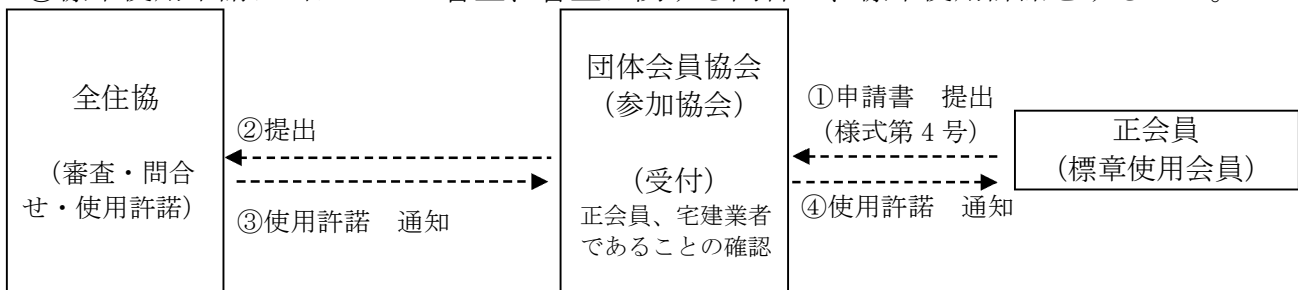 全住協
（審査・問合
せ・使用許諾）
②提出
③使用許諾　通知
団体会員協会
（参加協会）
（受付）
正会員、宅建業者
であることの確認
①申請書　提出
（様式第 4 号）
④使用許諾　通知
正会員
（標章使用会員）